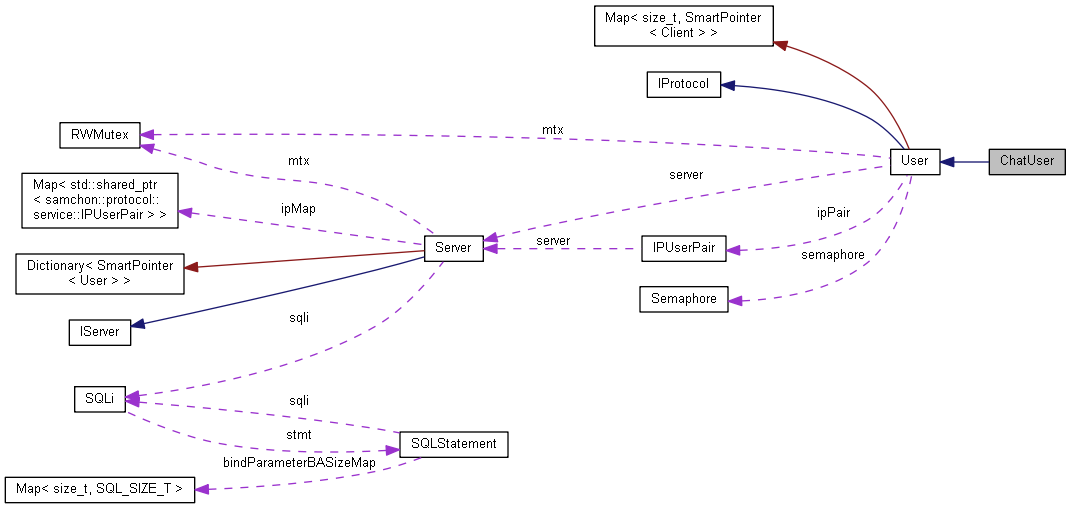 Map< size_t, SmartPointer
< Client > >
IProtocol
RWMutex
mtx
User
ChatUser
mtx
server
Map< std::shared_ptr
< samchon::protocol::
service::IPUserPair > >
ipMap
ipPair
Server
server
IPUserPair
semaphore
Dictionary< SmartPointer
< User > >
Semaphore
IServer
sqli
SQLi
sqli
stmt
SQLStatement
bindParameterBASizeMap
Map< size_t, SQL_SIZE_T >